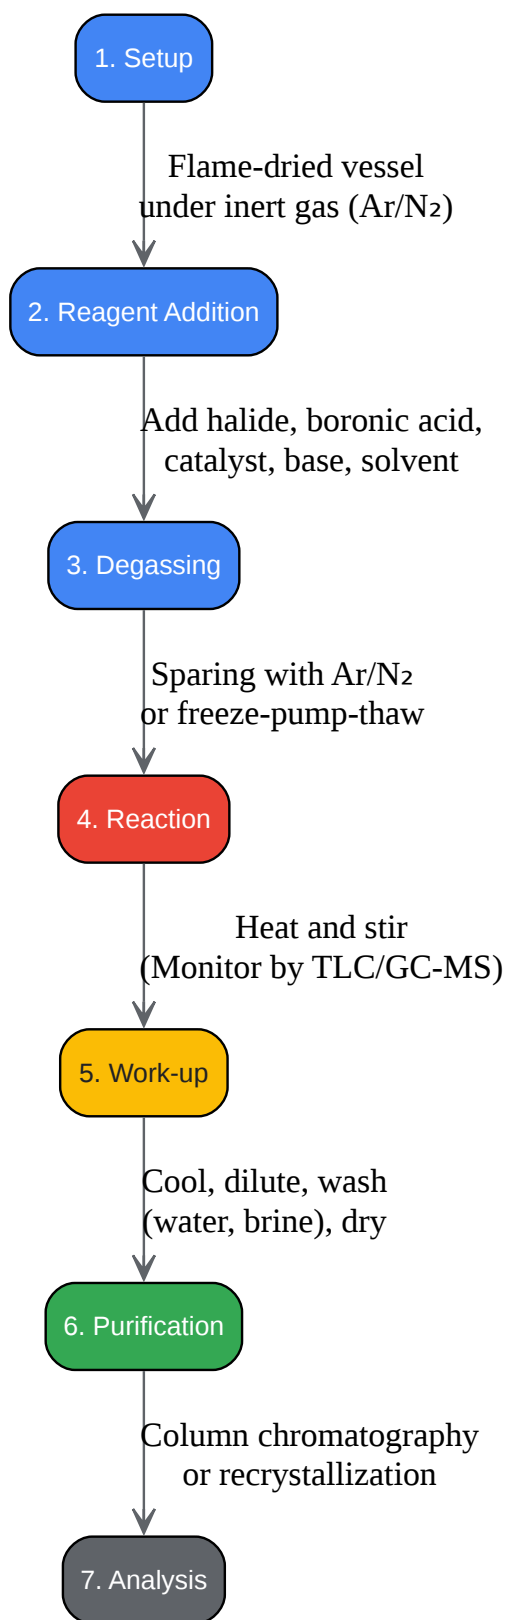 1. Setup
Flame-dried vessel
under inert gas (Ar/N₂)
2. Reagent Addition
Add halide, boronic acid,
catalyst, base, solvent
3. Degassing
Sparing with Ar/N₂
or freeze-pump-thaw
4. Reaction
Heat and stir
(Monitor by TLC/GC-MS)
5. Work-up
Cool, dilute, wash
(water, brine), dry
6. Purification
Column chromatography
or recrystallization
7. Analysis